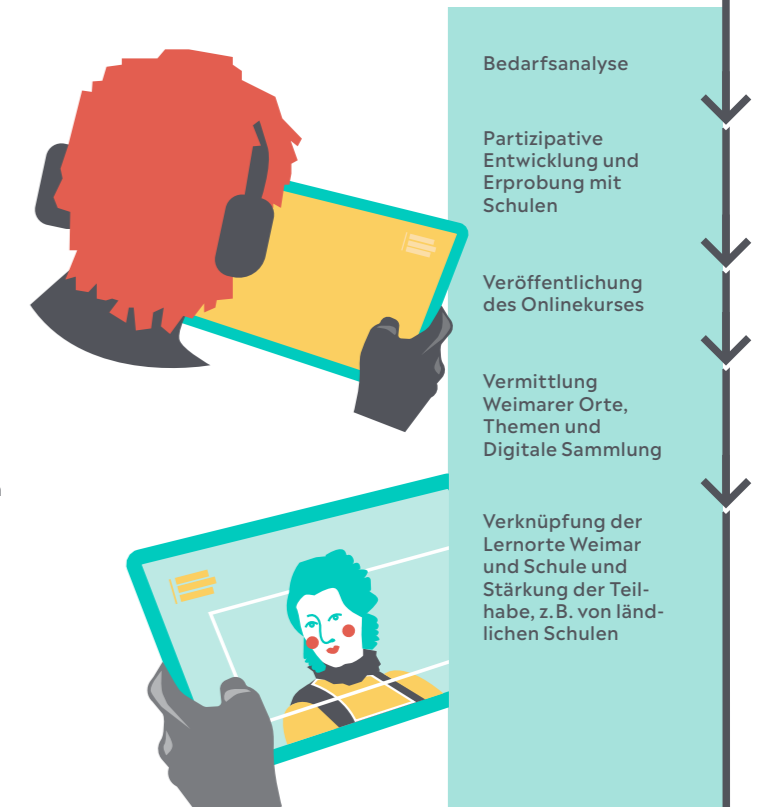 Bedarfsanalyse
Partizipative
Entwicklung und
Erprobung mit
Schulen
Veröffentlichung
des Onlinekurses
Vermittlung
Weimarer Orte,
Themen und
Digitale Sammlung
Verknüpfung der
Lernorte Weimar
und Schule und
Stärkung der Teil-
habe, z. B. von länd-
lichen Schulen